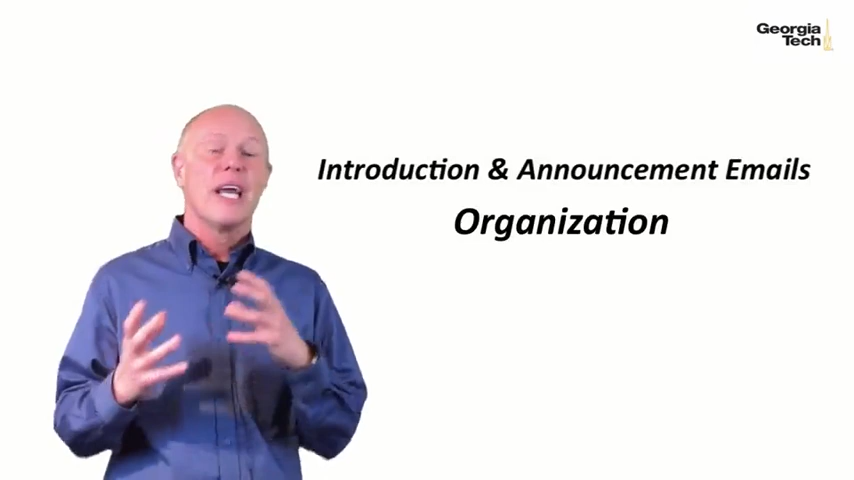 Georgia
Tech
Introduction & Announcement Emails
Organization